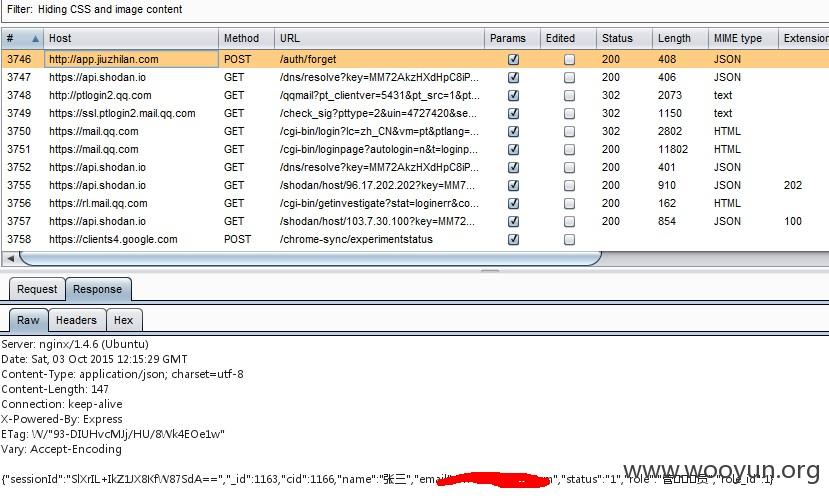 Filter: Hiding CSS and image content
# Host Method URL Params Edited Status Length MIME type Extension
3746 http://app.jiuzhilan.com POST /auth/forget 200 408 JSON
3747 https://api.shodan.io GET /dns/resolve?key=MM72AkzHXdHpC8iP... 200 406 JSON
3748 http://ptlogin2.qq.com GET /qqmail?pt_clientver=5431&pt_src=1&pt... 302 2073 text
3749 https://ssl.ptlogin2.mail.qq.com GET /check_sig?pttype=2&uin=4727420&se... 302 1150 text
3750 https://mail.qq.com GET /cgi-bin/login?lc=zh_CN&vm=pt&ptlang=... 302 2802 HTML
3751 https://mail.qq.com GET /cgi-bin/loginpage?autologin=n&t=loginp... 200 11802 HTML
3752 https://api.shodan.io GET /dns/resolve?key=MM72AkzHXdHpC8iP... 200 401 JSON
3755 https://api.shodan.io GET /shodan/host/96.17.202.202?key=MM7... 200 910 JSON 202
3756 https://rl.mail.qq.com GET /cgi-bin/getinvestigate?stat=loginerr&co... 200 162 HTML
3757 https://api.shodan.io GET /shodan/host/103.7.30.100?key=MM72... 200 854 JSON 100
3758 https://clients4.google.com POST /chrome-sync/experimentstatus
Request Response
Raw Headers Hex
Server: nginx/1.4.6 (Ubuntu)
Date: Sat, 03 Oct 2015 12:15:29 GMT
Content-Type: application/json; charset=utf-8
Content-Length: 147
Connection: keep-alive
X-Powered-By: Express
ETag: W/"93-DIUHvcMJj/HU/8Wk4EOe1w"
Vary: Accept-Encoding
{"sessionId":"SlXrIL+IkZ1JX8KfW87SdA==","_id":1163,"cid":1166,"name":"张三","email" m","status":"1","role":"管□□□员","role_id":1}
www.wooyun.org